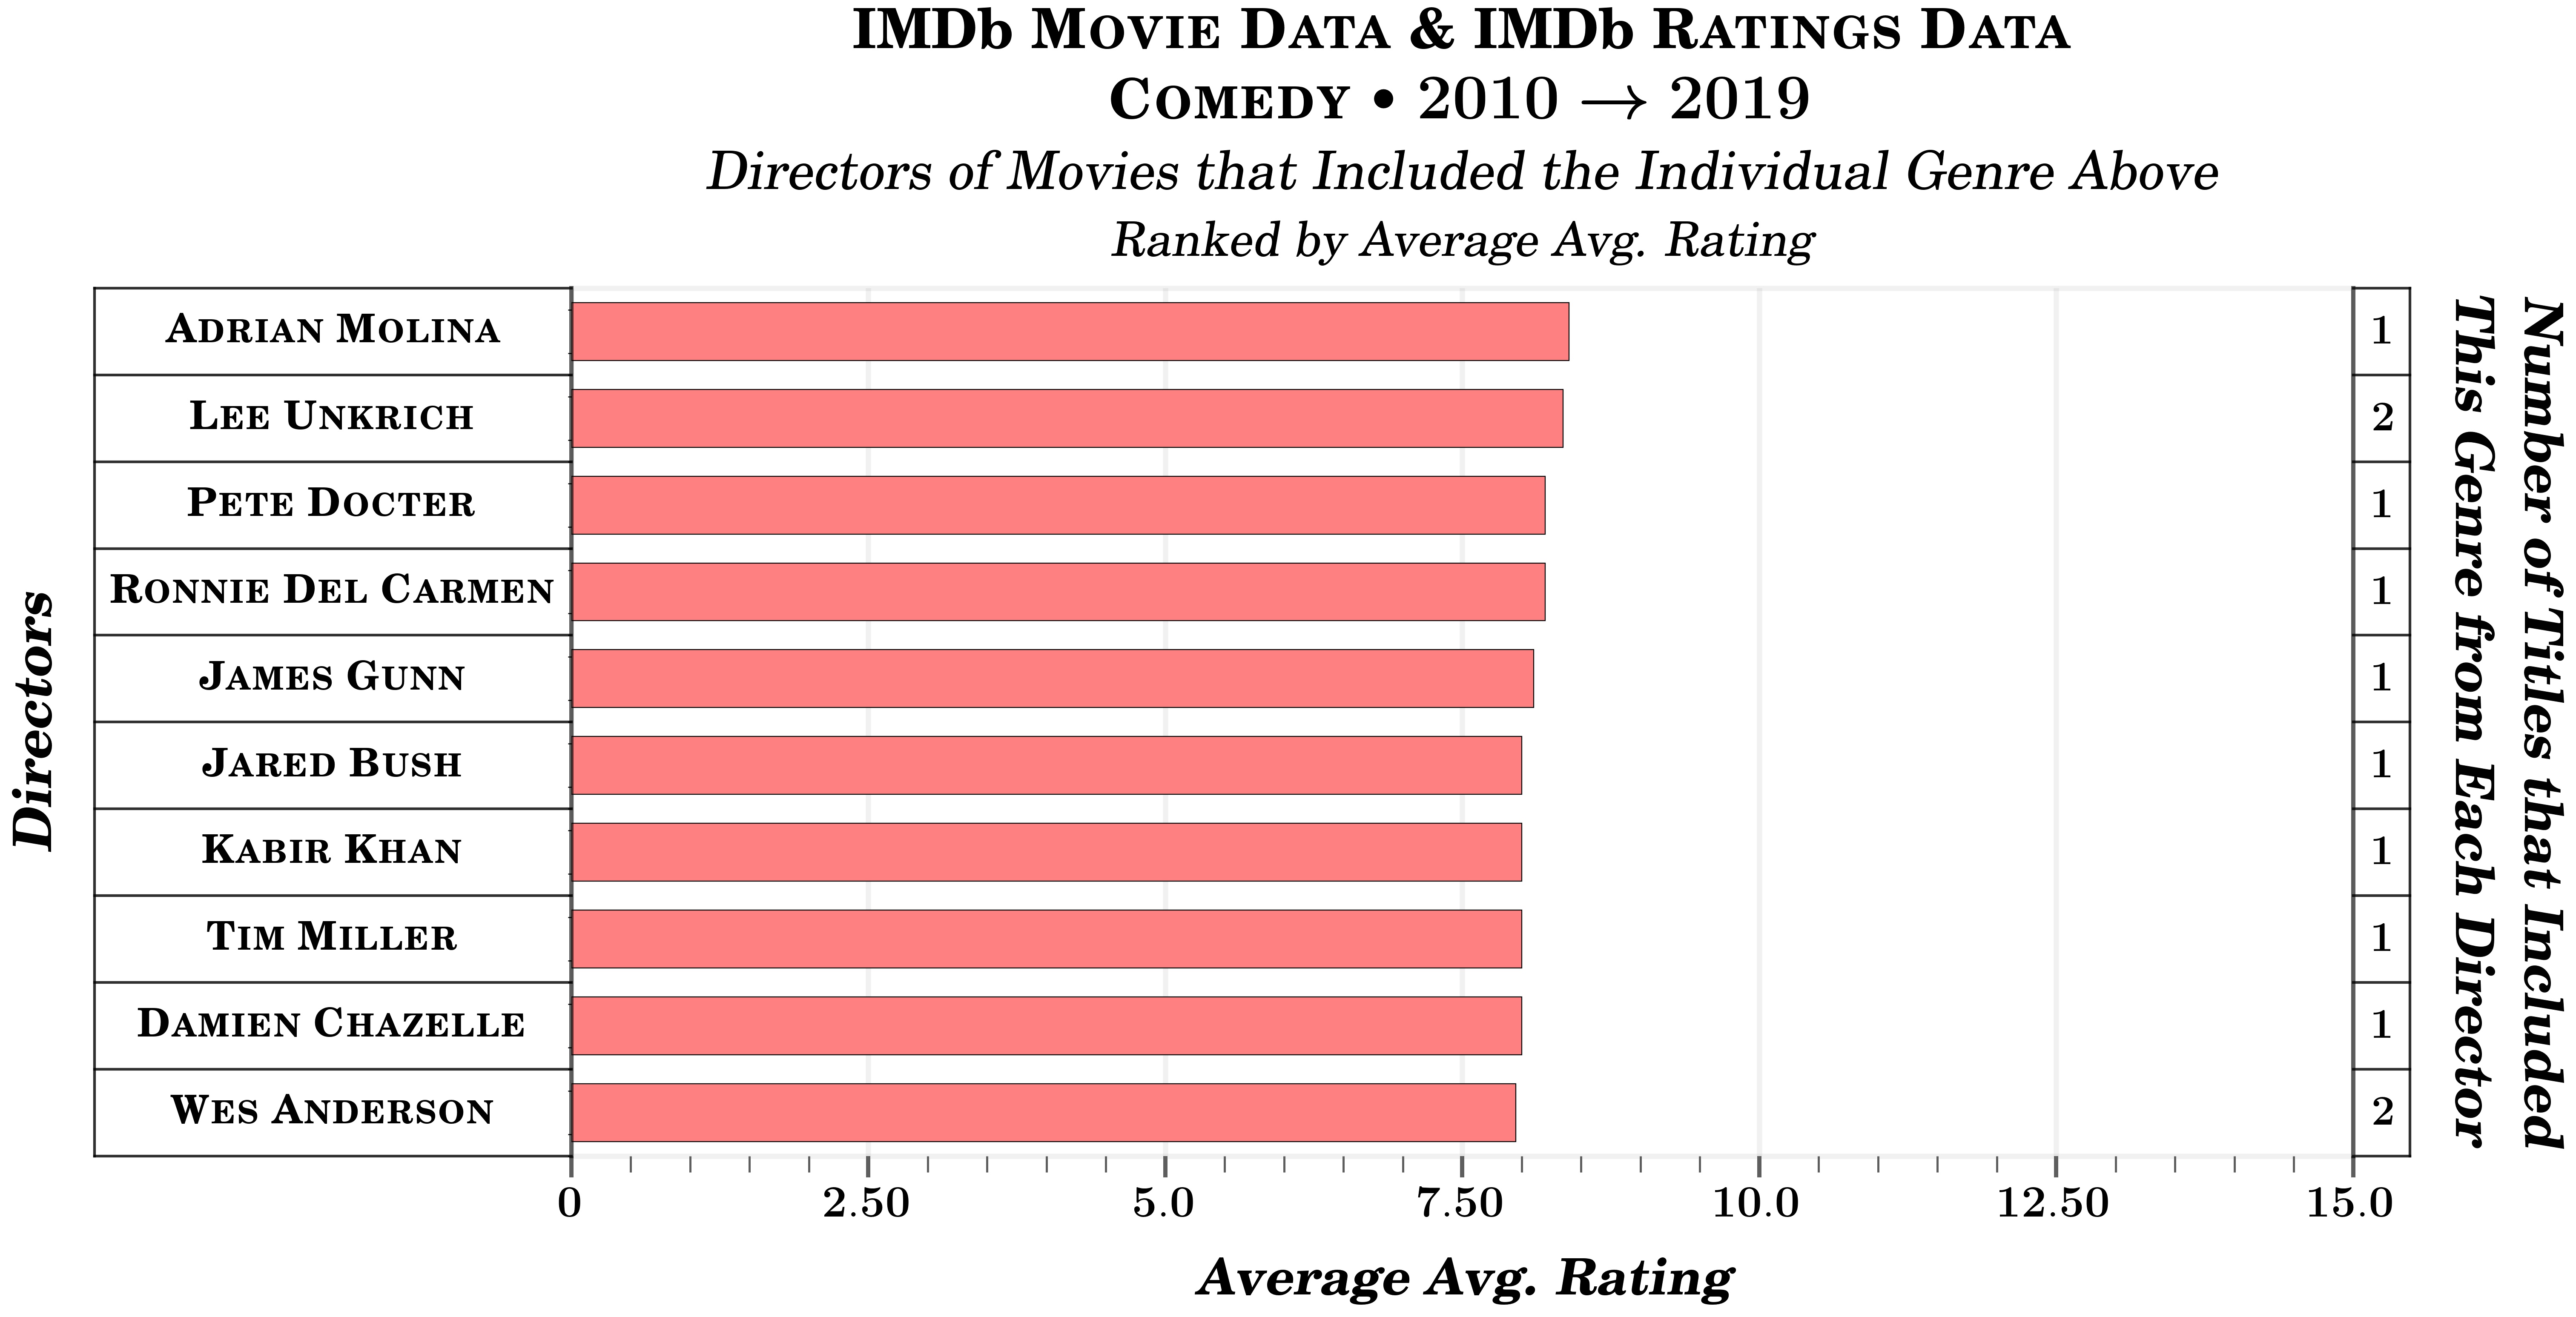 IMDb MOVIE DATA & IMDb RATINGS DATA
COMEDY • 2010 → 2019
Directors of Movies that Included the Individual Genre Above
Ranked by Average Avg. Rating
Directors
ADRIAN MOLINA 1
LEE UNKRICH 2
PETE DOCTER 1
RONNIE DEL CARMEN 1
JAMES GUNN 1
JARED BUSH 1
KABIR KHAN 1
TIM MILLER 1
DAMIEN CHAZELLE 1
WES ANDERSON 2
0 2.50 5.0 7.50 10.0 12.50 15.0
Average Avg. Rating
Number of Titles that Included
This Genre from Each Director